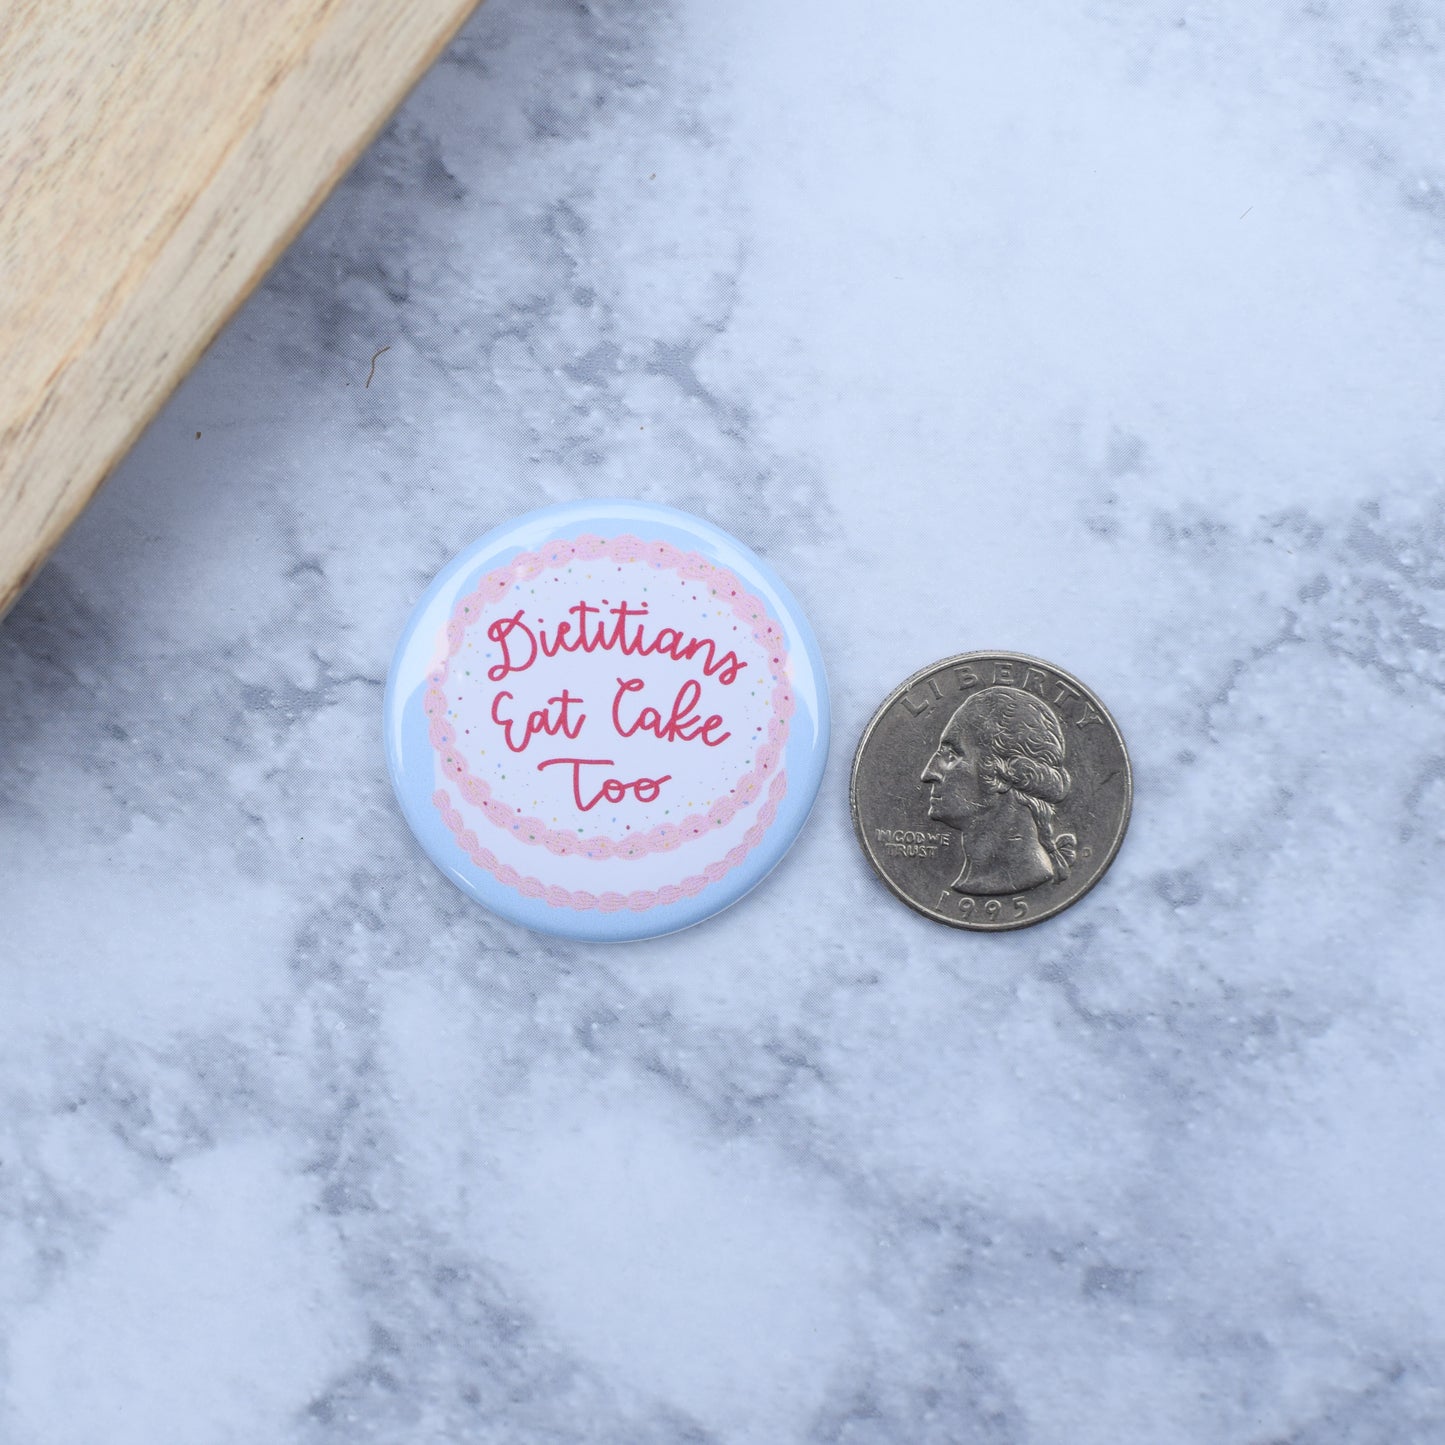 Dietitians
Eat Cake
Too
LIBERTY
IN GOD WE
TRUST
D
1995